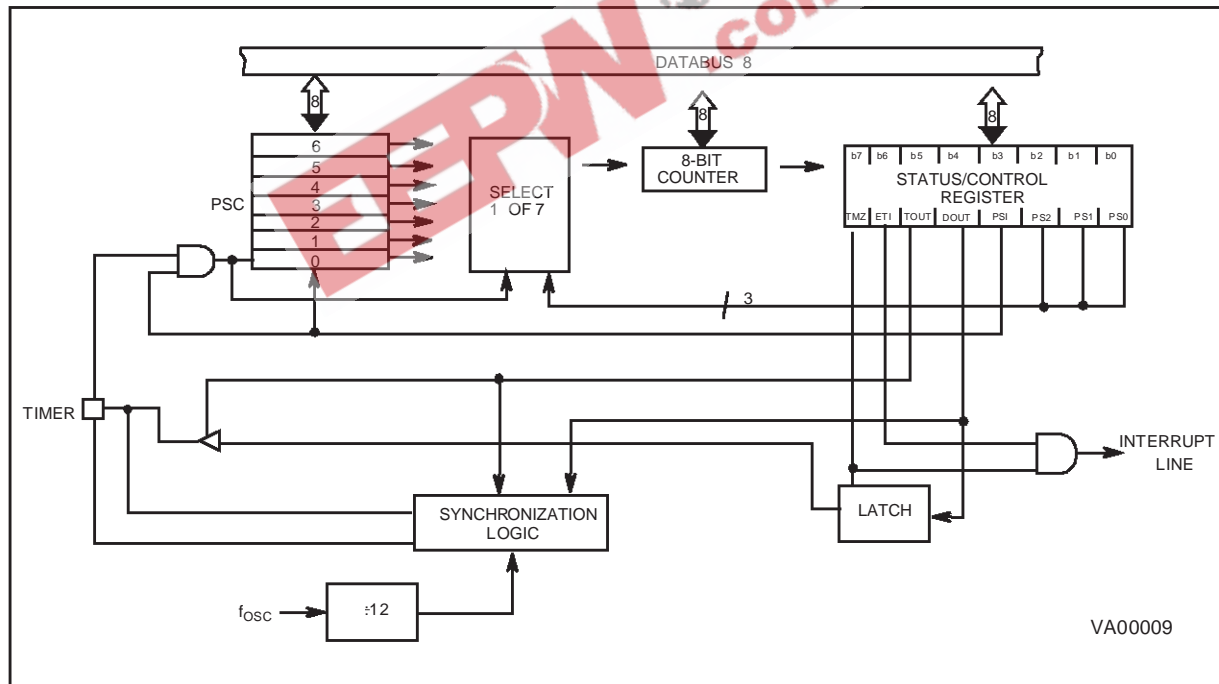 EEPW.com
DATABUS 8
8
8
8
PSC
6
5
4
3
2
1
0
SELECT
1 OF 7
8-BIT
COUNTER
b7 b6 b5 b4 b3 b2 b1 b0
STATUS/CONTROL
REGISTER
TMZ ETI TOUT DOUT PSI PS2 PS1 PS0
3
TIMER
INTERRUPT
LINE
LATCH
SYNCHRONIZATION
LOGIC
fOSC
÷12
VA00009